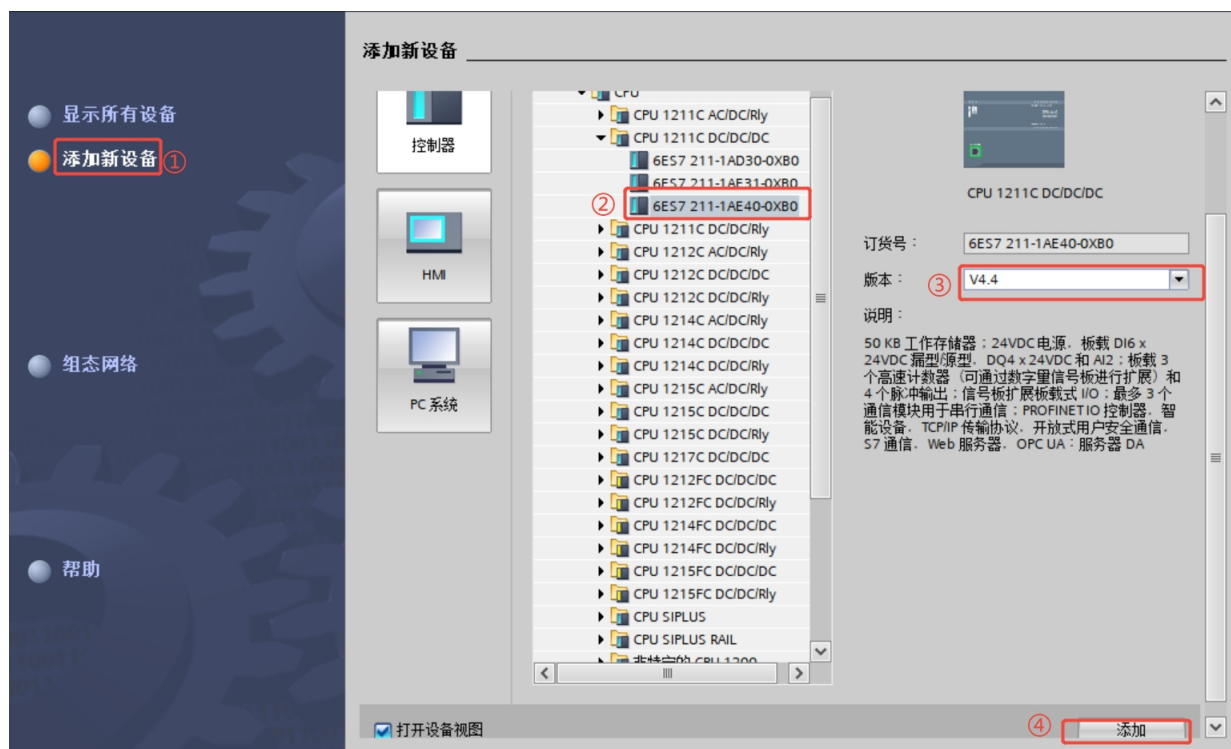 添加新设备
显示所有设备
添加新设备 ①
组态网络
帮助
控制器
HMI
PC 系统
CPU
CPU 1211C AC/DC/Rly
CPU 1211C DC/DC/DC
6ES7 211-1AD30-0XB0
6ES7 211-1AE31-0XB0
② 6ES7 211-1AE40-0XB0
CPU 1211C DC/DC/Rly
CPU 1212C AC/DC/Rly
CPU 1212C DC/DC/DC
CPU 1212C DC/DC/Rly
CPU 1214C AC/DC/Rly
CPU 1214C DC/DC/DC
CPU 1214C DC/DC/Rly
CPU 1215C AC/DC/Rly
CPU 1215C DC/DC/DC
CPU 1215C DC/DC/Rly
CPU 1217C DC/DC/DC
CPU 1212FC DC/DC/DC
CPU 1212FC DC/DC/Rly
CPU 1214FC DC/DC/DC
CPU 1214FC DC/DC/Rly
CPU 1215FC DC/DC/DC
CPU 1215FC DC/DC/Rly
CPU SIPLUS
CPU SIPLUS RAIL
非特定的 CPU 1200
CPU 1211C DC/DC/DC
订货号： 6ES7 211-1AE40-0XB0
版本： ③ V4.4
说明：
50 KB 工作存储器；24VDC 电源，板载 DI6 x
24VDC 漏型/源型，DQ4 x 24VDC 和 AI2；板载 3
个高速计数器（可通过数字量信号板进行扩展）和
4 个脉冲输出；信号板扩展板载式 I/O；最多 3 个
通信模块用于串行通信；PROFINET IO 控制器，智
能设备，TCP/IP 传输协议，开放式用户安全通信，
S7 通信，Web 服务器，OPC UA：服务器 DA
打开设备视图
④ 添加